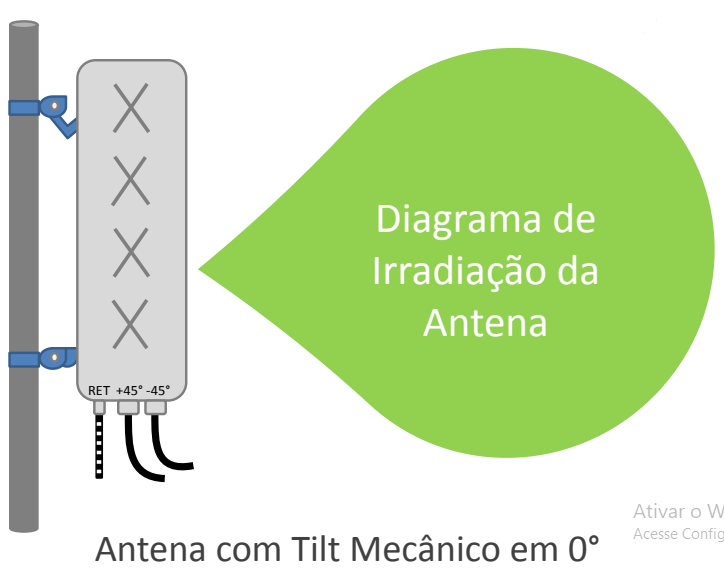 Diagrama de
Irradiação da
Antena
RET +45° -45°
Ativar o W
Acesse Config
Antena com Tilt Mecânico em 0°